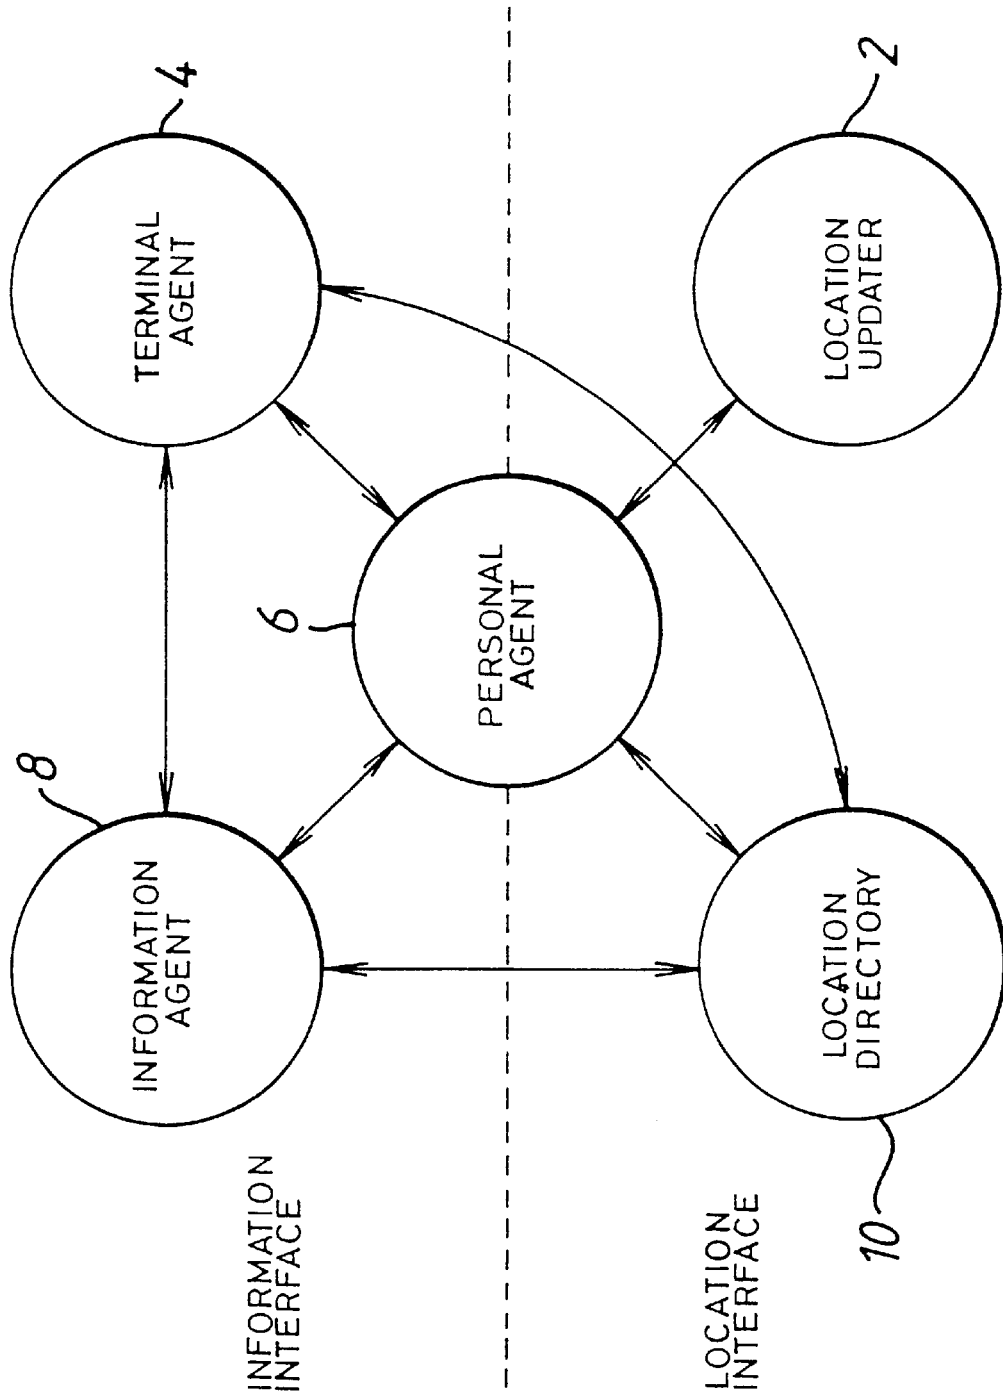 INFORMATION
INTERFACE
INFORMATION
AGENT
8
TERMINAL
AGENT
4
PERSONAL
AGENT
6
LOCATION
INTERFACE
LOCATION
DIRECTORY
10
LOCATION
UPDATER
2